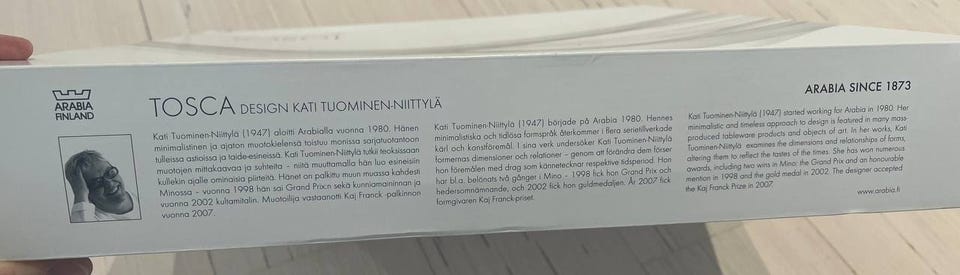 ARABIA
FINLAND
TOSCA DESIGN KATI TUOMINEN-NIITTYLÄ
Kati Tuominen-Niittylä (1947) aloitti Arabialla vuonna 1980. Hänen
minimalistinen ja ajaton muotokielensä toistuu monissa sarjatuotantoon
tulleissa astioissa ja taide-esineissä. Kati Tuominen-Niittylä tutkii teoksissaan
muotojen mittakaavaa ja suhteita - niitä muuttamalla hän luo esineisiin
kullekin ajalle ominaisia piirteitä. Hänet on palkittu muun muassa kahdesti
Minossa - vuonna 1998 hän sai Grand Prix:n sekä kunniamaininnan ja
vuonna 2002 kultamitalin. Muotoilija vastaanotti Kaj Franck -palkinnon
vuonna 2007.
Kati Tuominen-Niittylä (1947) började på Arabia 1980. Hennes
minimalistiska och tidlösa formspråk återkommer i flera serietillverkade
kärl och konstföremål. I sina verk undersöker Kati Tuominen-Niittylä
formernas dimensioner och relationer – genom att förändra dem förser
hon föremålen med drag som kännetecknar respektive tidsperiod. Hon
har bl.a. belönats två gånger i Mino - 1998 fick hon Grand Prix och
hedersomnämnande, och 2002 fick hon guldmedaljen. År 2007 fick
formgivaren Kaj Franck-priset.
ARABIA SINCE 1873
Kati Tuominen-Niittylä (1947) started working for Arabia in 1980. Her
minimalistic and timeless approach to design is featured in many mass-
produced tableware products and objects of art. In her works, Kati
Tuominen-Niittylä examines the dimensions and relationships of forms,
altering them to reflect the tastes of the times. She has won numerous
awards, including two wins in Mino: the Grand Prix and an honourable
mention in 1998 and the gold medal in 2002. The designer accepted
the Kaj Franck Prize in 2007.
www.arabia.fi